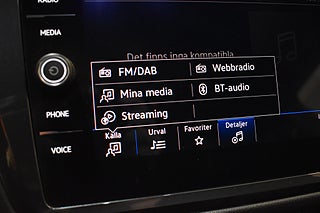 RADIO
MEDIA
Det finns inga kompatibla
FM/DAB
Webbradio
Mina media
BT-audio
Streaming
PHONE
Källa
Urval
Favoriter
Detaljer
VOICE